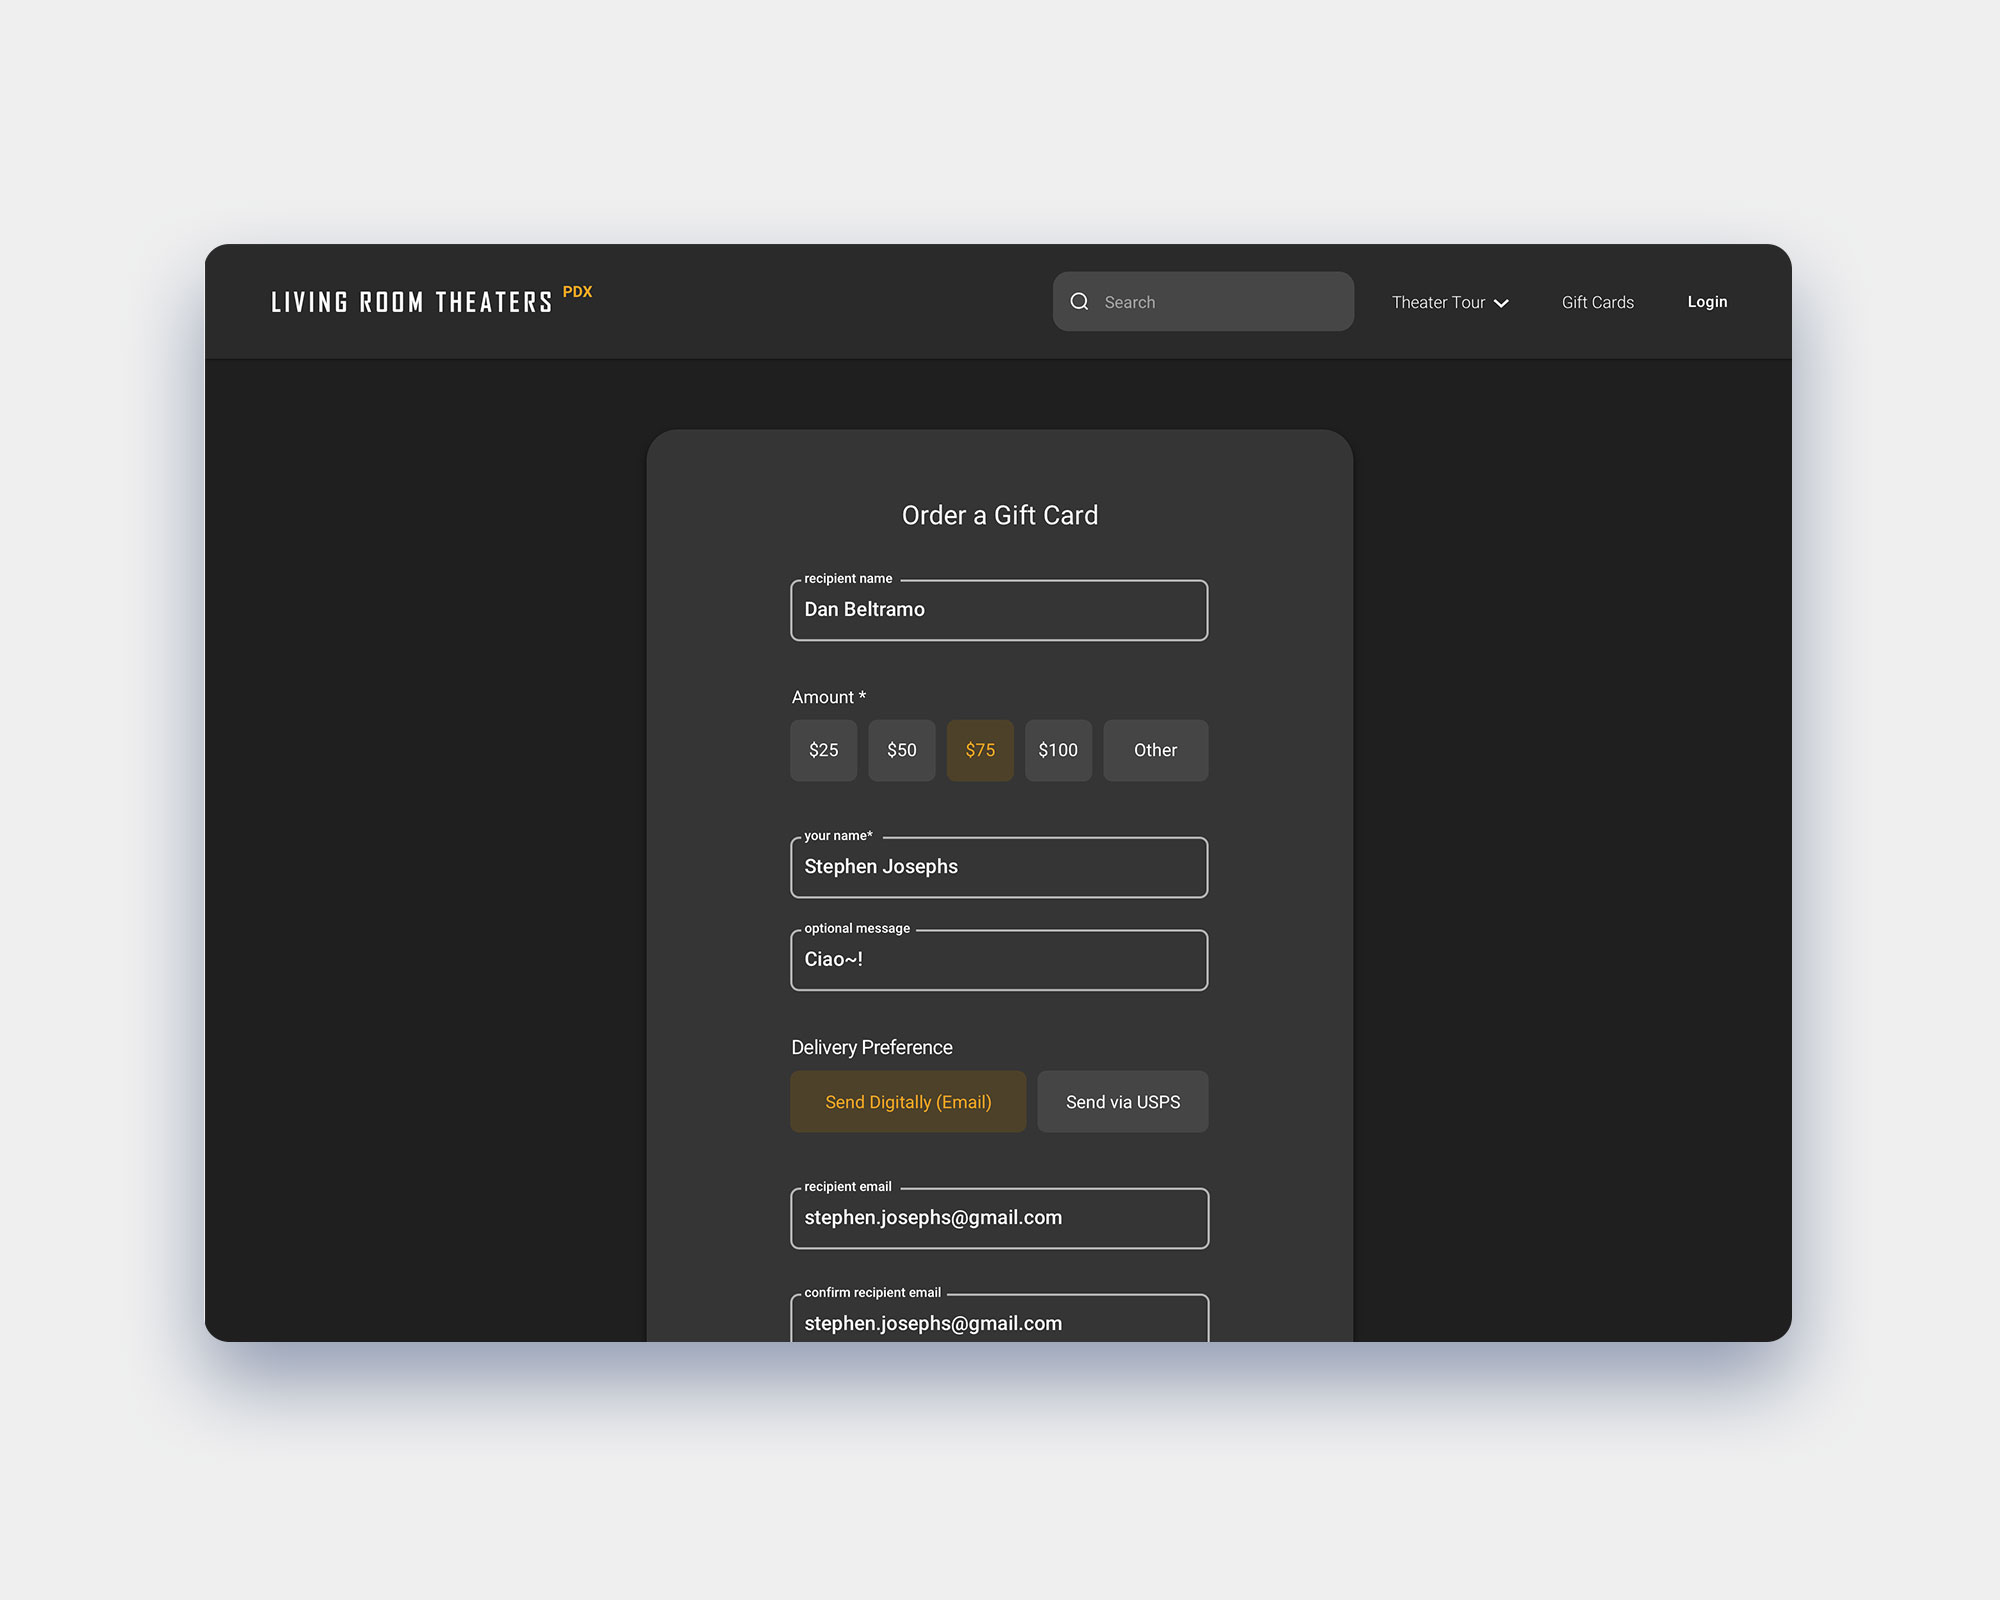 LIVING ROOM THEATERS PDX
Search
Theater Tour
Gift Cards
Login
Order a Gift Card
recipient name
Dan Beltramo
Amount *
$25 $50 $75 $100 Other
your name*
Stephen Josephs
optional message
Ciao~!
Delivery Preference
Send Digitally (Email) Send via USPS
recipient email
stephen.josephs@gmail.com
confirm recipient email
stephen.josephs@gmail.com